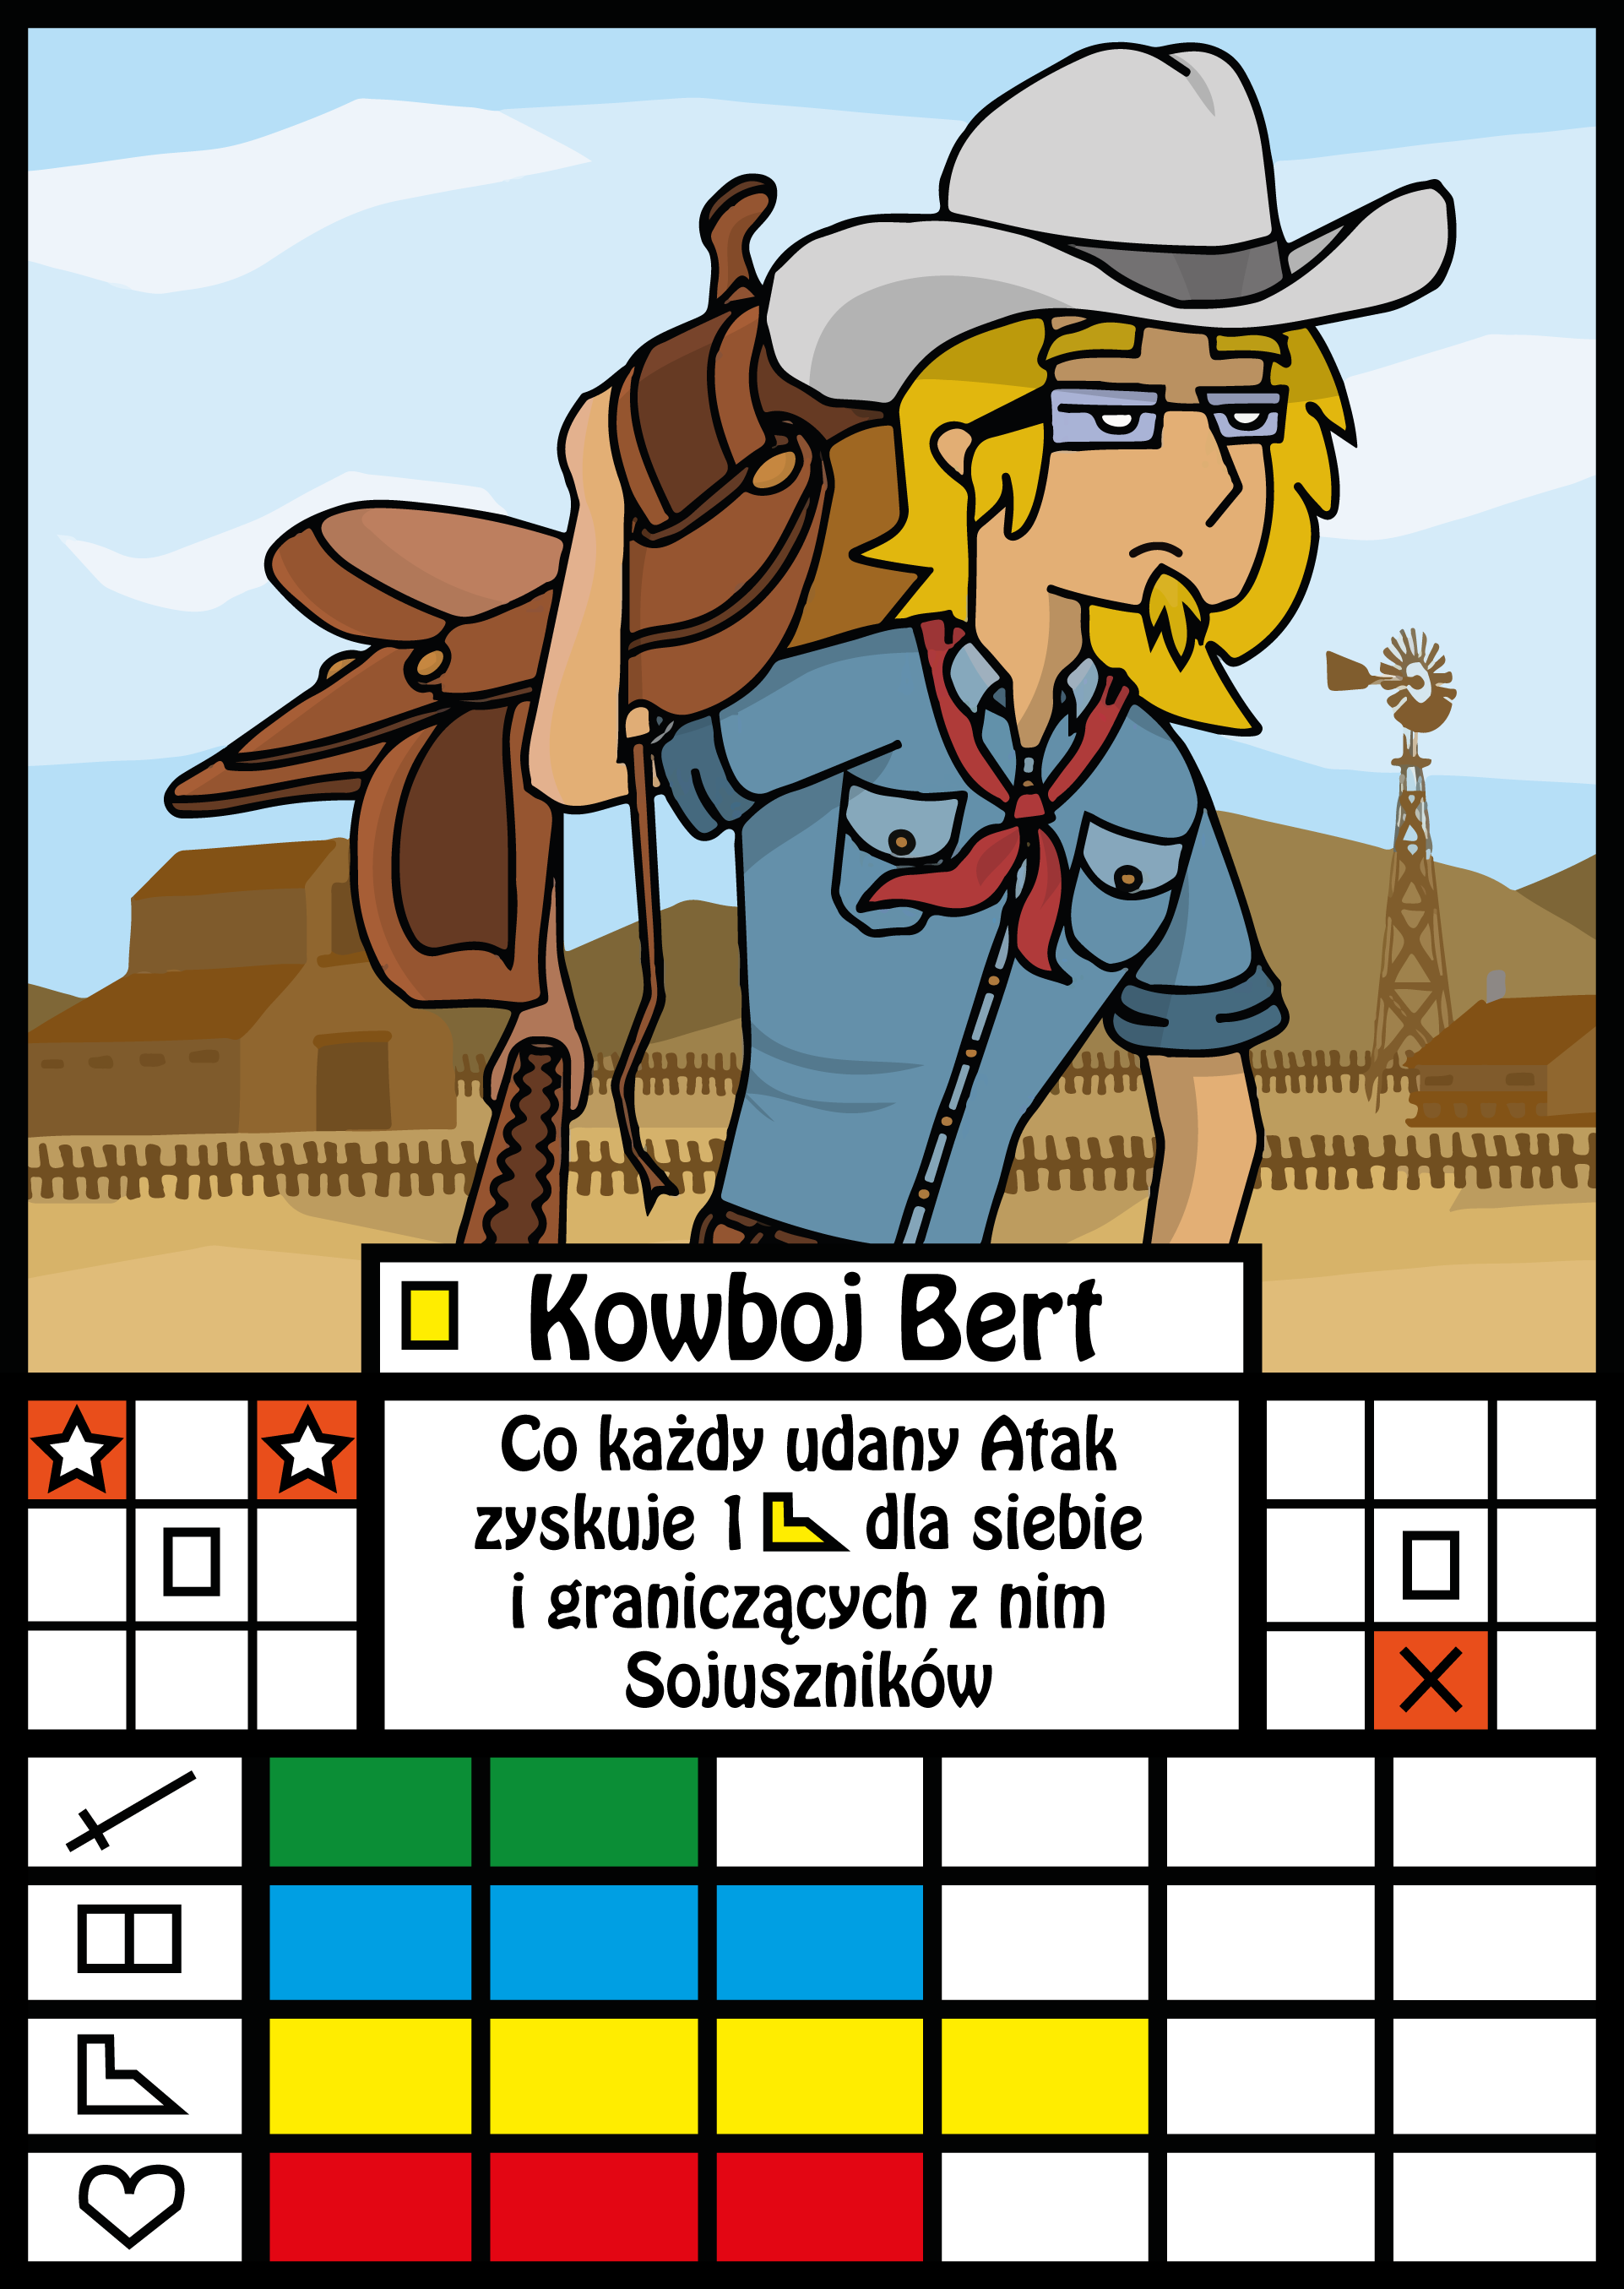 Kowboj Bert
Co każdy udany Atak
zyskuje 1 dla siebie
i graniczących z nim
Sojuszników